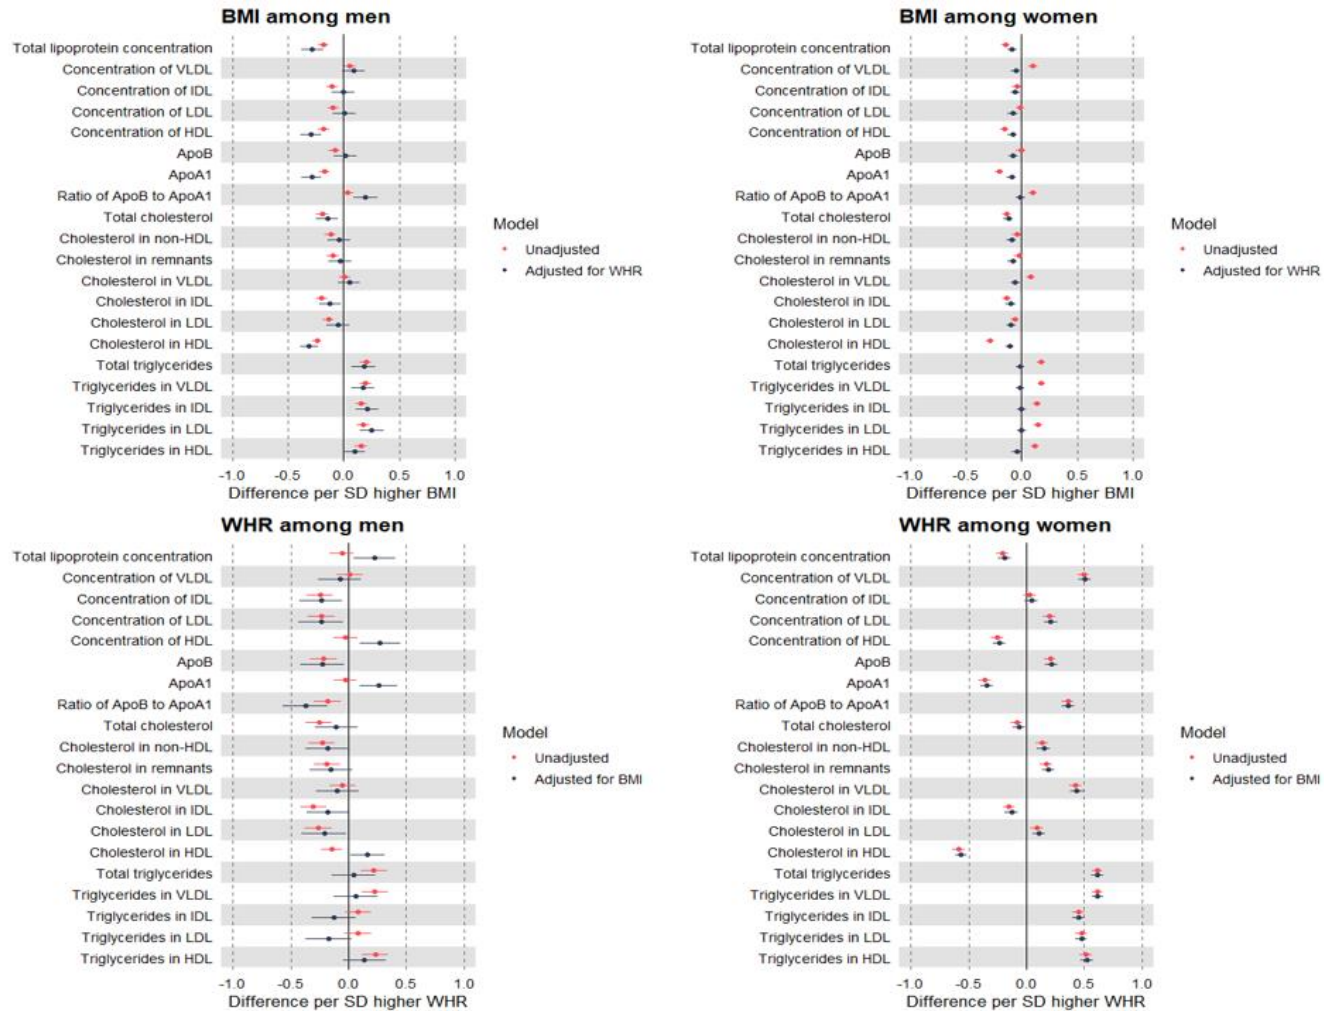 BMI among men
Total lipoprotein concentration
Concentration of VLDL
Concentration of IDL
Concentration of LDL
Concentration of HDL
ApoB
ApoA1
Ratio of ApoB to ApoA1
Total cholesterol
Cholesterol in non-HDL
Cholesterol in remnants
Cholesterol in VLDL
Cholesterol in IDL
Cholesterol in LDL
Cholesterol in HDL
Total triglycerides
Triglycerides in VLDL
Triglycerides in IDL
Triglycerides in LDL
Triglycerides in HDL
-1.0 -0.5 0.0 0.5 1.0
Difference per SD higher BMI
Model
Unadjusted
Adjusted for WHR
BMI among women
Total lipoprotein concentration
Concentration of VLDL
Concentration of IDL
Concentration of LDL
Concentration of HDL
ApoB
ApoA1
Ratio of ApoB to ApoA1
Total cholesterol
Cholesterol in non-HDL
Cholesterol in remnants
Cholesterol in VLDL
Cholesterol in IDL
Cholesterol in LDL
Cholesterol in HDL
Total triglycerides
Triglycerides in VLDL
Triglycerides in IDL
Triglycerides in LDL
Triglycerides in HDL
-1.0 -0.5 0.0 0.5 1.0
Difference per SD higher BMI
Model
Unadjusted
Adjusted for WHR
WHR among men
Total lipoprotein concentration
Concentration of VLDL
Concentration of IDL
Concentration of LDL
Concentration of HDL
ApoB
ApoA1
Ratio of ApoB to ApoA1
Total cholesterol
Cholesterol in non-HDL
Cholesterol in remnants
Cholesterol in VLDL
Cholesterol in IDL
Cholesterol in LDL
Cholesterol in HDL
Total triglycerides
Triglycerides in VLDL
Triglycerides in IDL
Triglycerides in LDL
Triglycerides in HDL
-1.0 -0.5 0.0 0.5 1.0
Difference per SD higher WHR
Model
Unadjusted
Adjusted for BMI
WHR among women
Total lipoprotein concentration
Concentration of VLDL
Concentration of IDL
Concentration of LDL
Concentration of HDL
ApoB
ApoA1
Ratio of ApoB to ApoA1
Total cholesterol
Cholesterol in non-HDL
Cholesterol in remnants
Cholesterol in VLDL
Cholesterol in IDL
Cholesterol in LDL
Cholesterol in HDL
Total triglycerides
Triglycerides in VLDL
Triglycerides in IDL
Triglycerides in LDL
Triglycerides in HDL
-1.0 -0.5 0.0 0.5 1.0
Difference per SD higher WHR
Model
Unadjusted
Adjusted for BMI